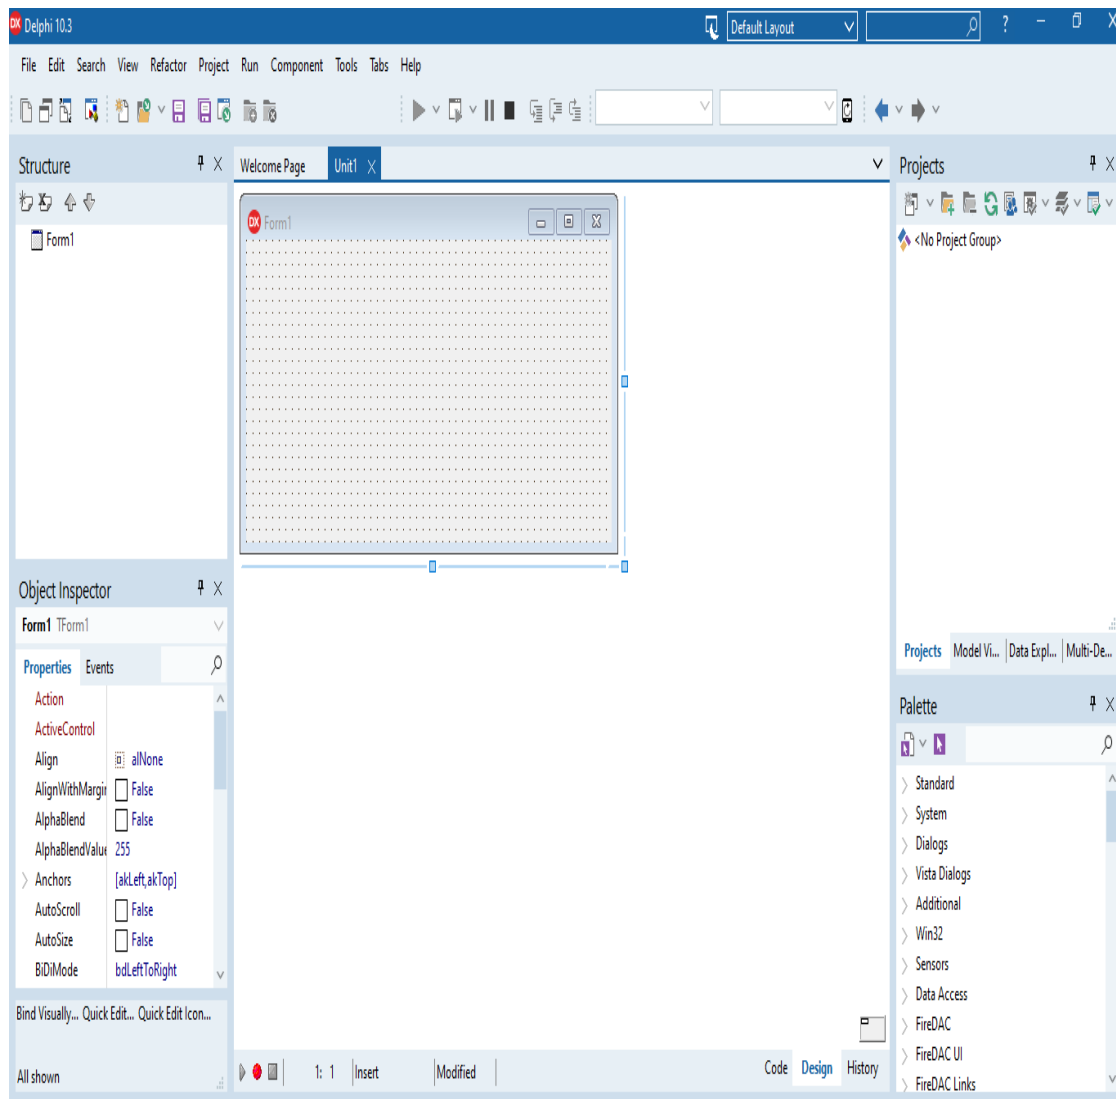 DX Delphi 10.3
Default Layout
?
File Edit Search View Refactor Project Run Component Tools Tabs Help
Structure
Form1
Welcome Page Unit1
DX Form1
Projects
<No Project Group>
Projects Model Vi... Data Expl... Multi-De...
Object Inspector
Form1 TForm1
Properties Events
Action
ActiveControl
Align alNone
AlignWithMargin False
AlphaBlend False
AlphaBlendValue 255
Anchors [akLeft,akTop]
AutoScroll False
AutoSize False
BiDiMode bdLeftToRight
Bind Visually... Quick Edit... Quick Edit Icon...
All shown
Palette
Standard
System
Dialogs
Vista Dialogs
Additional
Win32
Sensors
Data Access
FireDAC
FireDAC UI
FireDAC Links
1: 1 Insert Modified
Code Design History